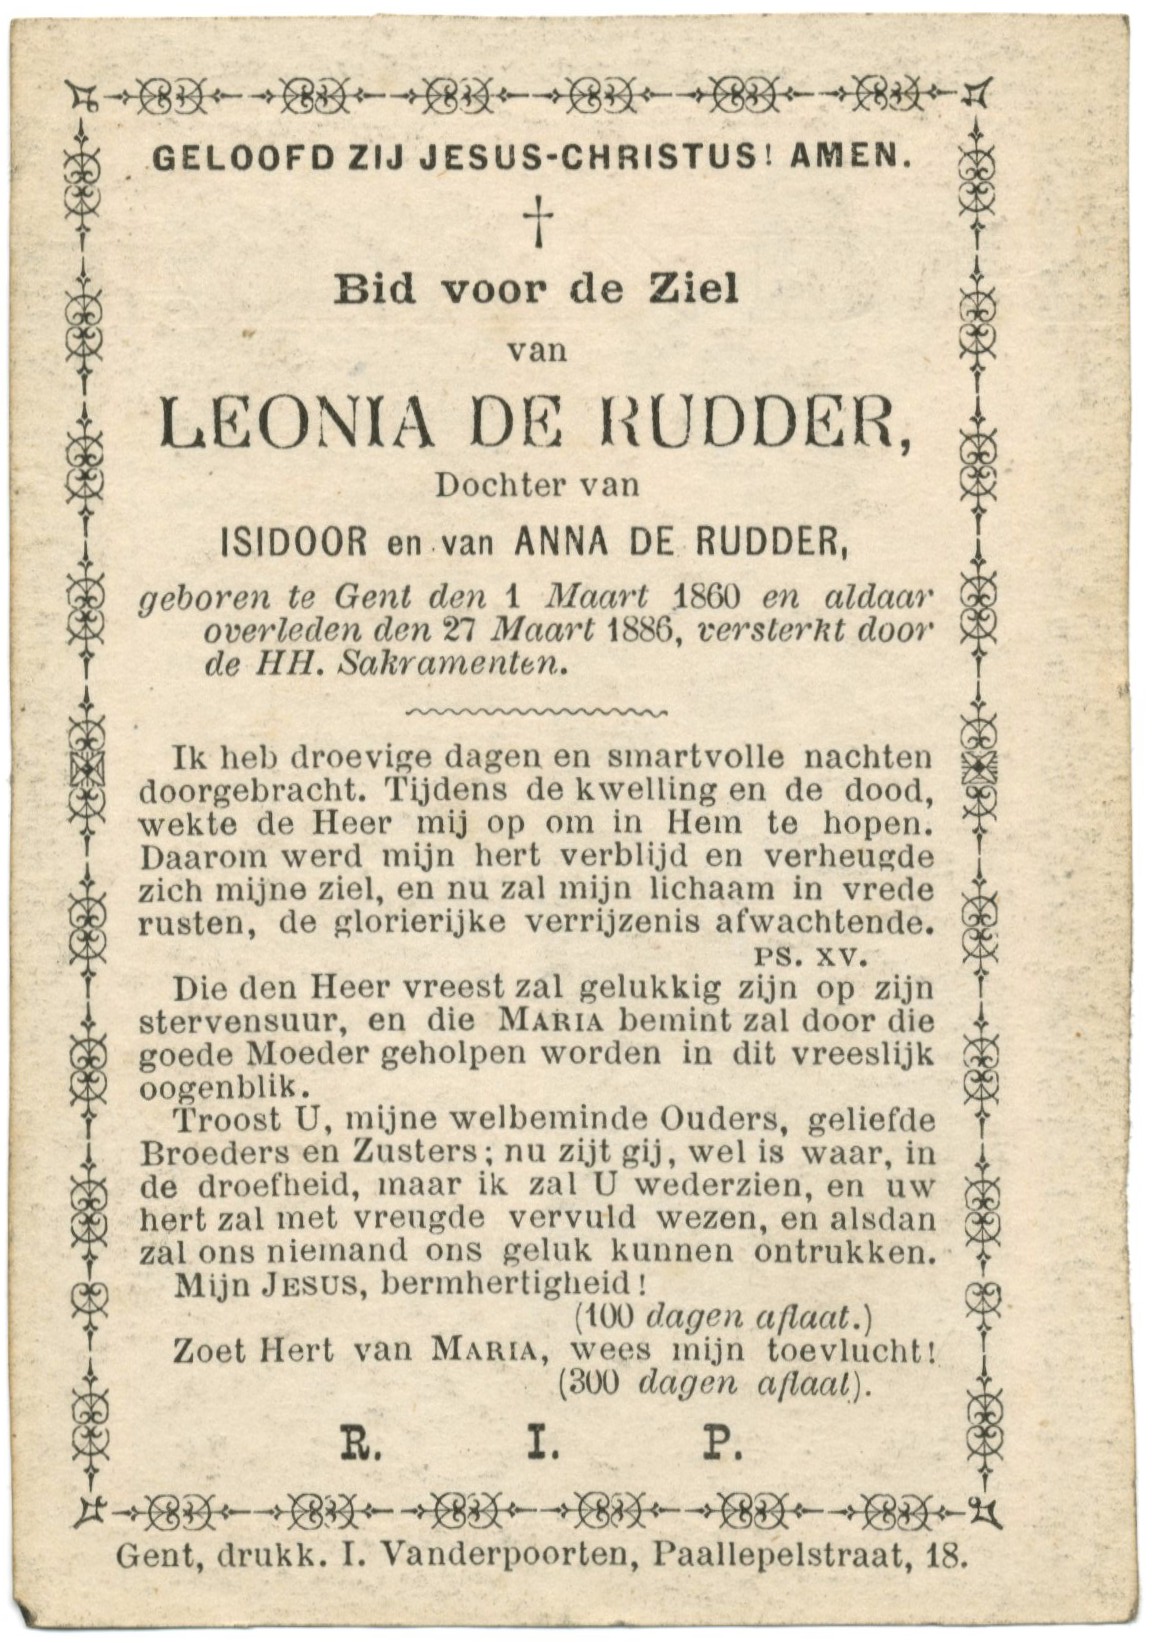 GELOOFD ZIJ JESUS-CHRISTUS! AMEN.
†
Bid voor de Ziel
van
LEONIA DE RUDDER,
Dochter van
ISIDOOR en van ANNA DE RUDDER,
geboren te Gent den 1 Maart 1860 en aldaar
overleden den 27 Maart 1886, versterkt door
de HH. Sakramenten.
Ik heb droevige dagen en smartvolle nachten
doorgebracht. Tijdens de kwelling en de dood,
wekte de Heer mij op om in Hem te hopen.
Daarom werd mijn hert verblijd en verheugde
zich mijne ziel, en nu zal mijn lichaam in vrede
rusten, de glorierijke verrijzenis afwachtende.
PS. XV.
Die den Heer vreest zal gelukkig zijn op zijn
stervensuur, en die MARIA bemint zal door die
goede Moeder geholpen worden in dit vreeslijk
oogenblik.
Troost U, mijne welbeminde Ouders, geliefde
Broeders en Zusters; nu zijt gij, wel is waar, in
de droefheid, maar ik zal U wederzien, en uw
hert zal met vreugde vervuld wezen, en alsdan
zal ons niemand ons geluk kunnen ontrukken.
Mijn JESUS, bermhertigheid!
(100 dagen aflaat.)
Zoet Hert van MARIA, wees mijn toevlucht!
(300 dagen aflaat).
R. I. P.
Gent, drukk. I. Vanderpoorten, Paallepelstraat, 18.